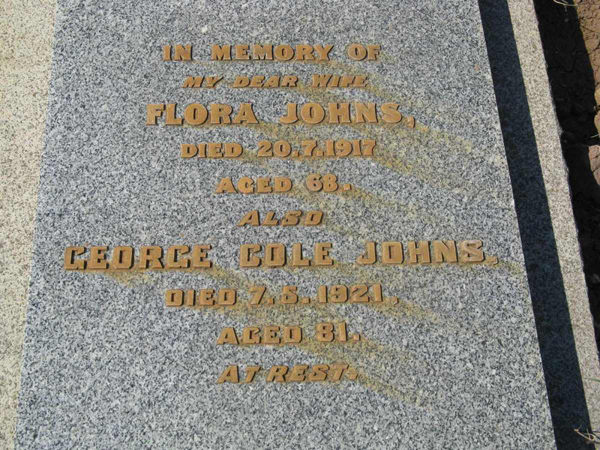 IN MEMORY OF
MY DEAR WIFE
FLORA JOHNS,
DIED 20.7.1917
AGED 68.
ALSO
GEORGE COLE JOHNS,
DIED 7.5.1921,
AGED 81.
AT REST.